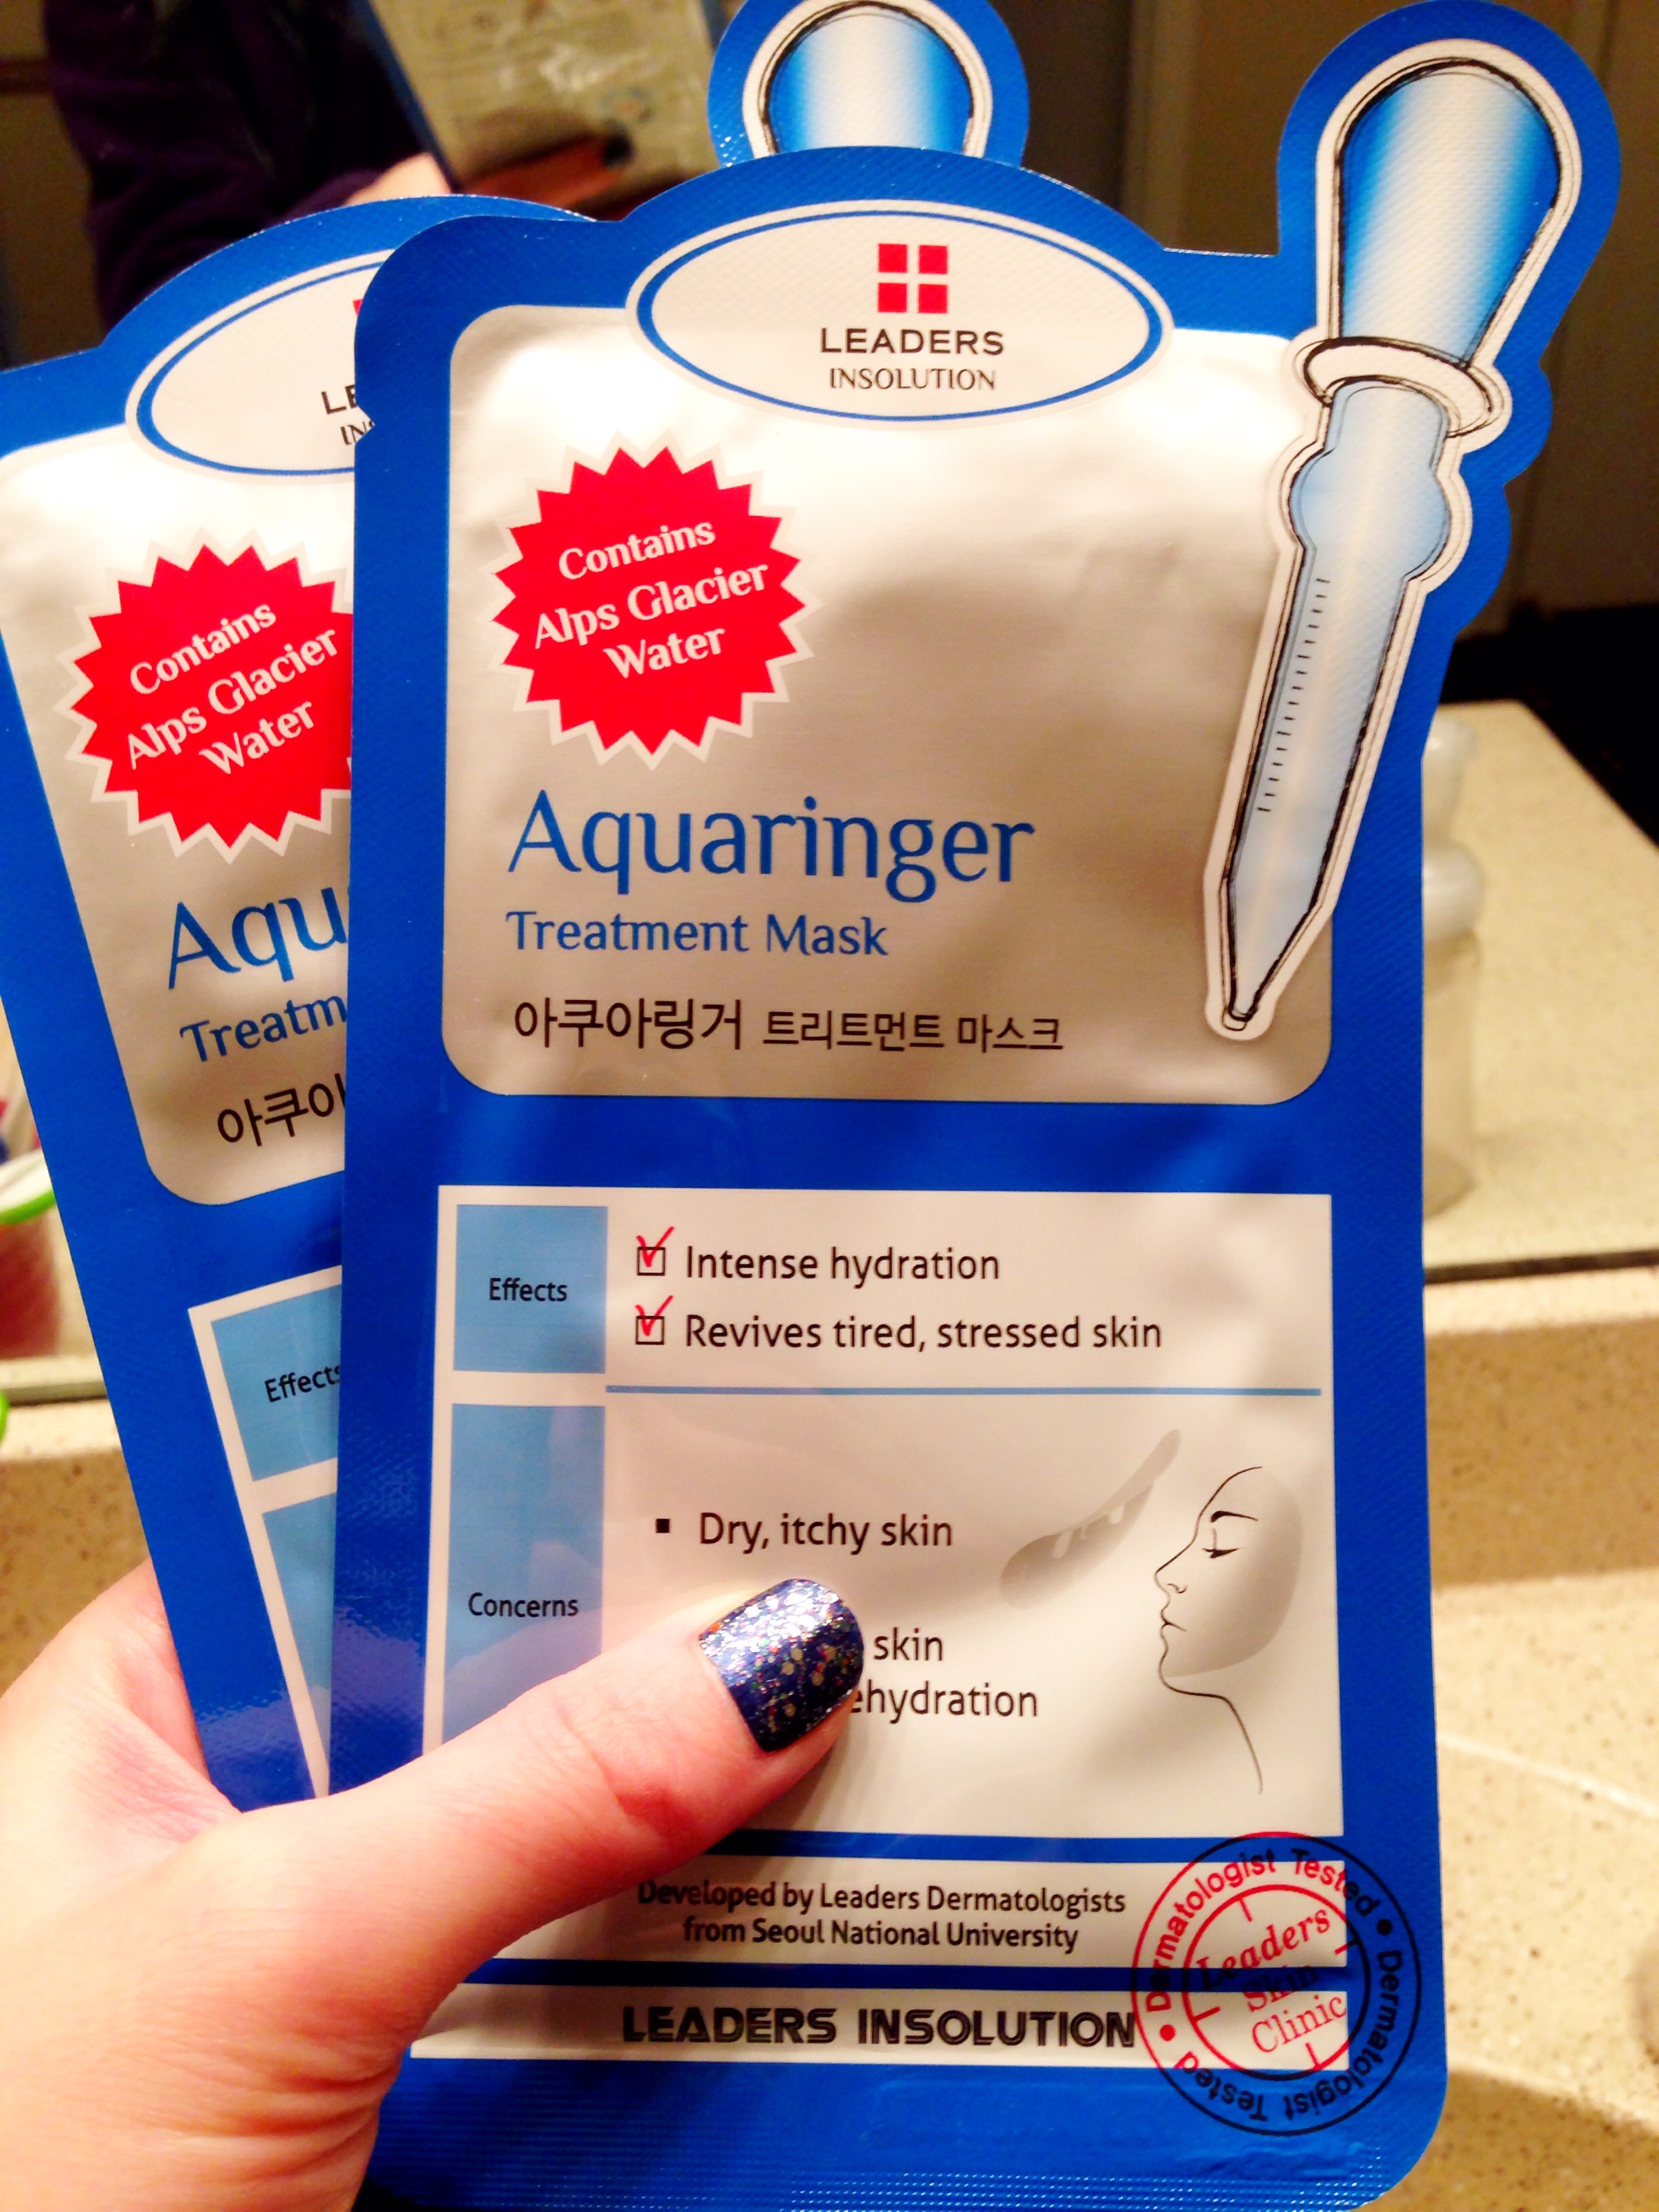 LEADERS
INSOLUTION
Contains
Alps Glacier
Water
Aquaringer
Treatment Mask
아쿠아링거 트리트먼트 마스크
Effects
Intense hydration
Revives tired, stressed skin
Concerns
Dry, itchy skin
skin
ehydration
Developed by Leaders Dermatologists
from Seoul National University
LEADERS INSOLUTION
Dermatologist Tested • Dermatologist Tested •
Leaders
Skin
Clinic
LE
INS
Contains
Alps Glacier
Water
Aqu
Treatm
아쿠아
Effects